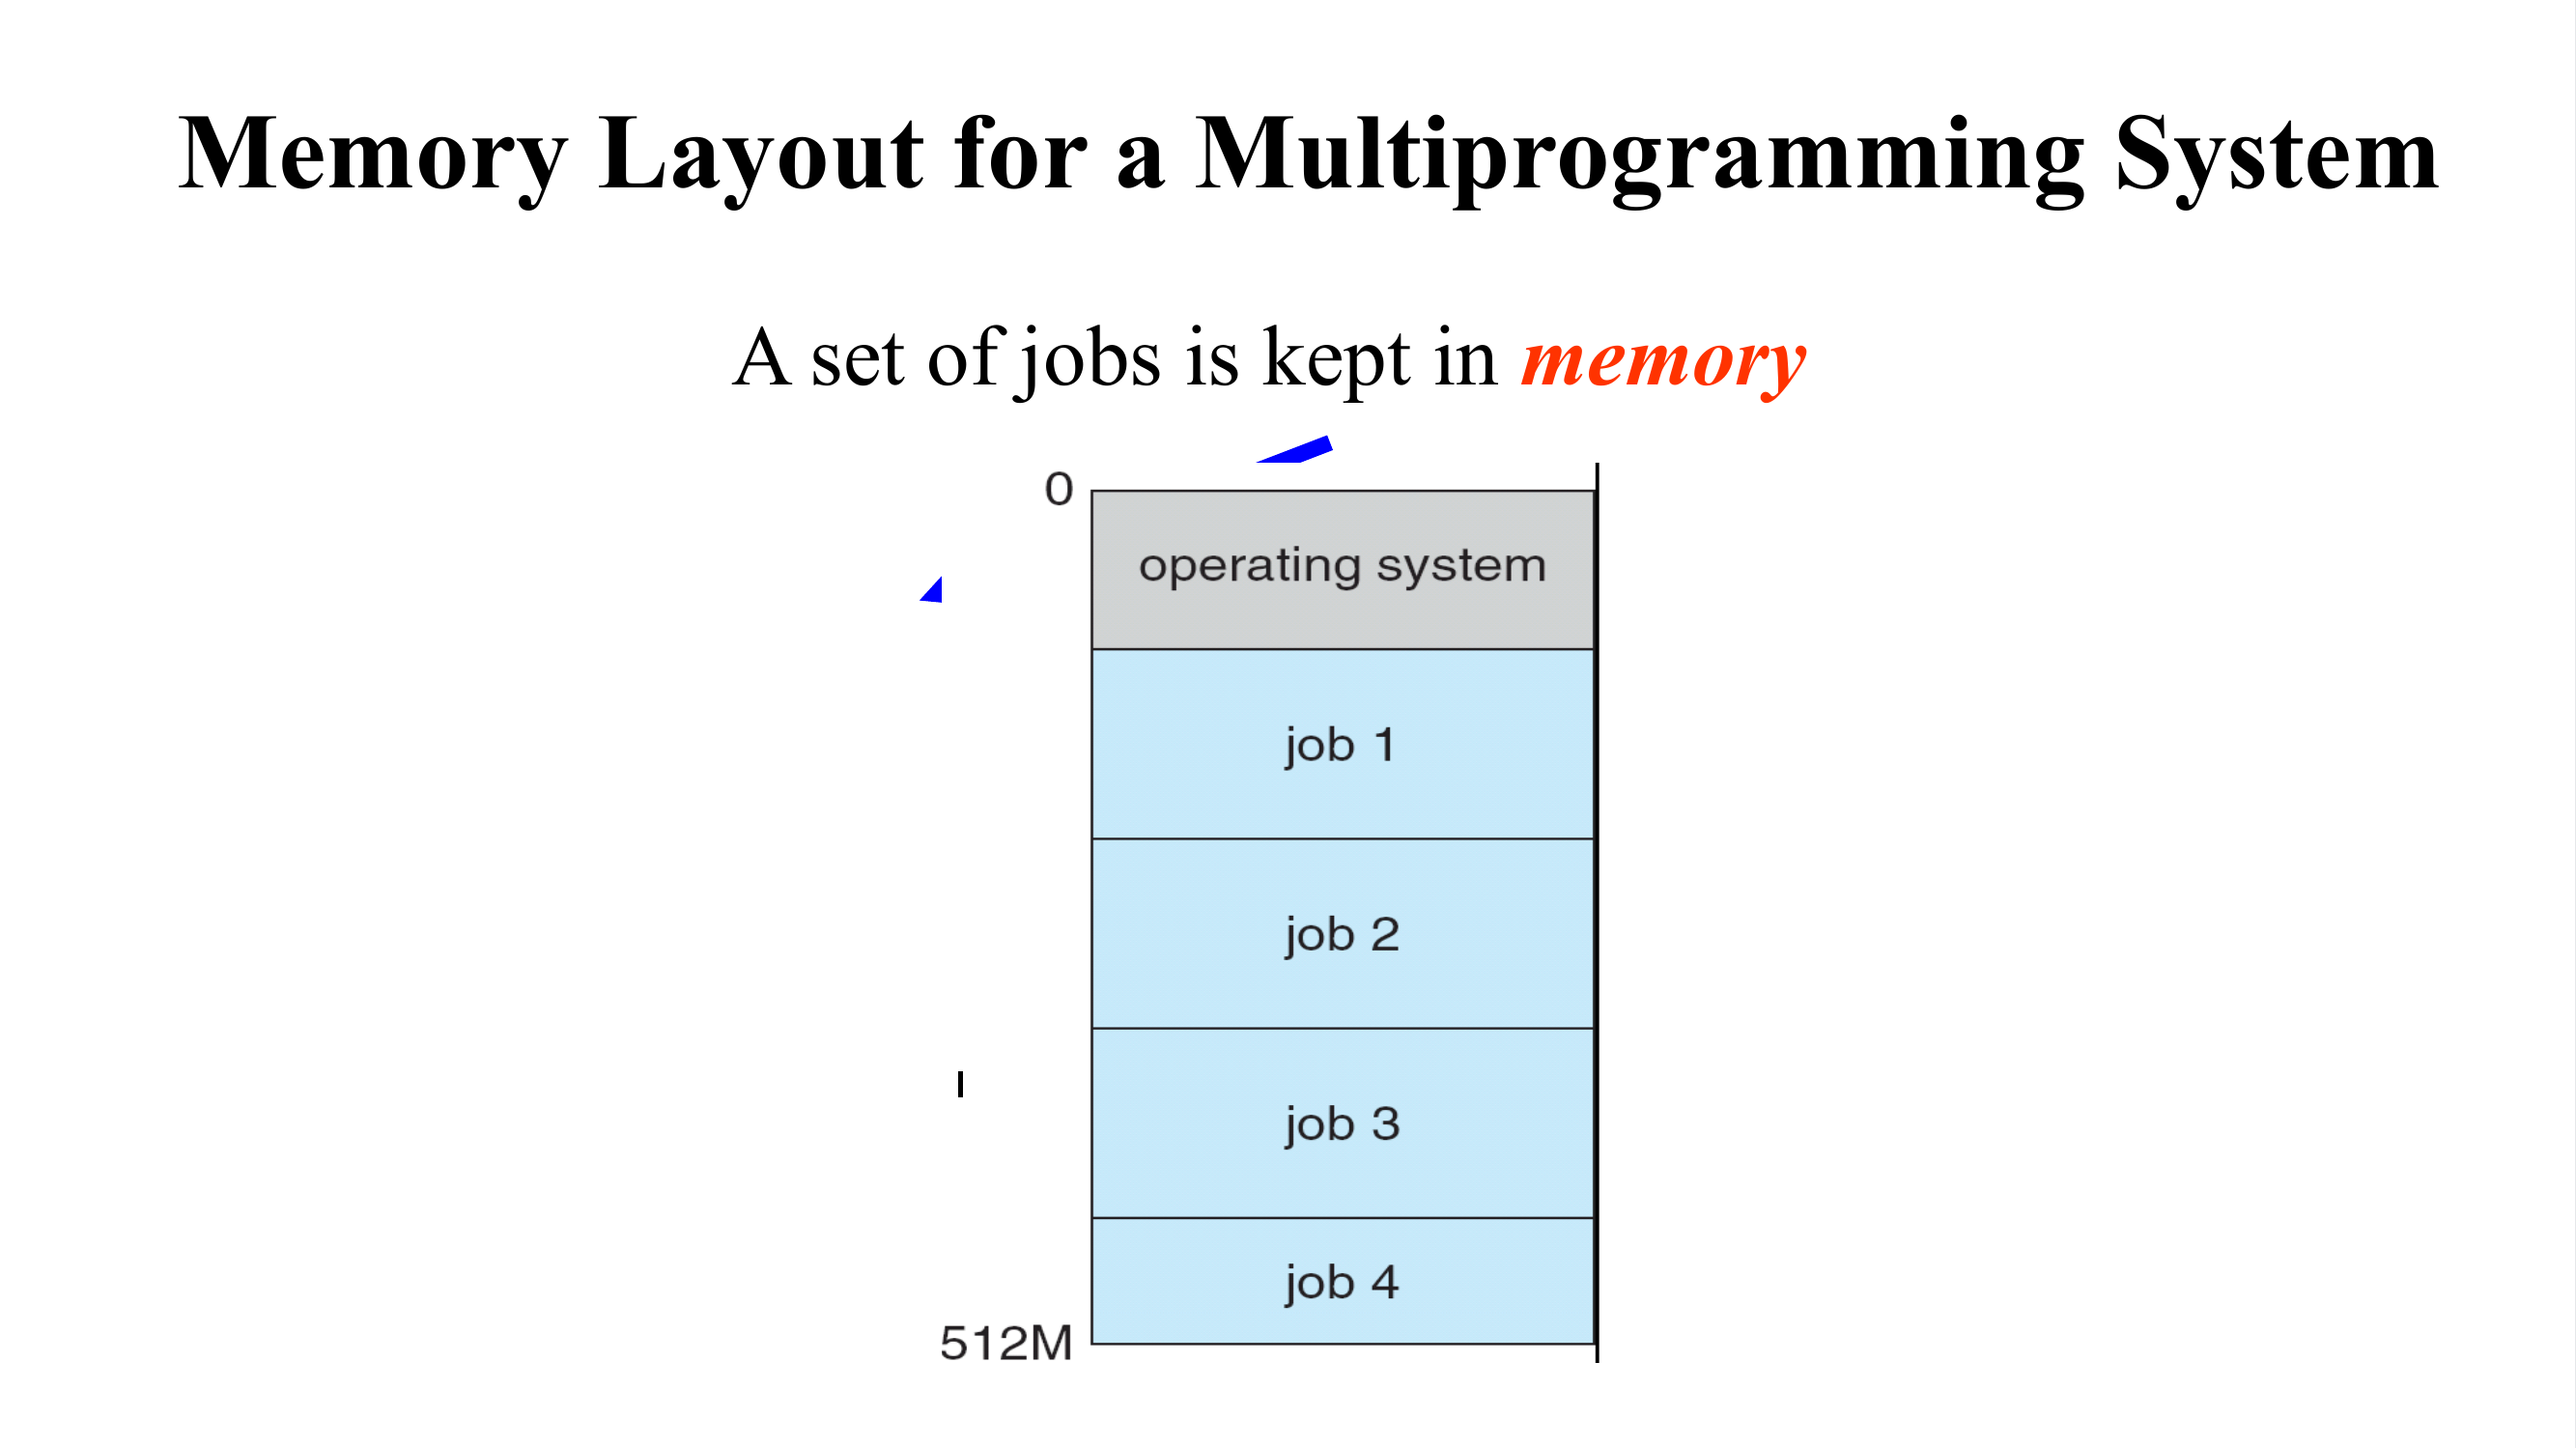 Memory Layout for a Multiprogramming System
A set of jobs is kept in memory
0
operating system
job 1
job 2
job 3
job 4
512M